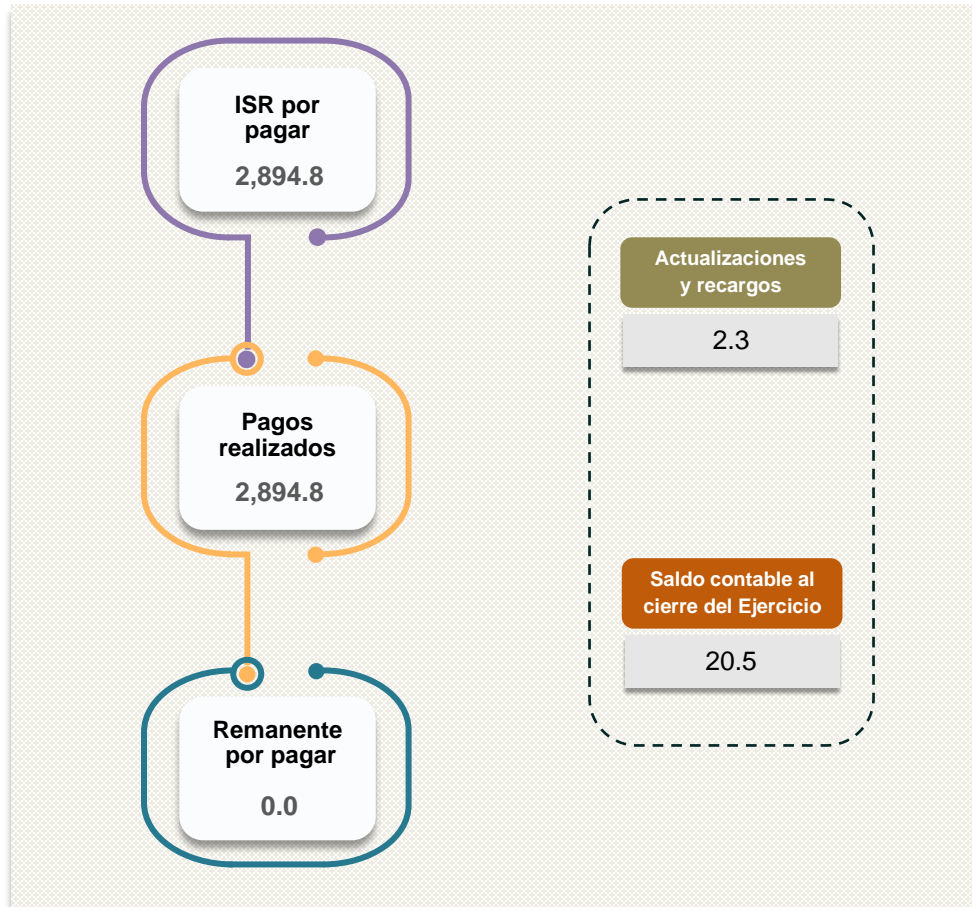 ISR por
pagar
2,894.8
Pagos
realizados
2,894.8
Remanente
por pagar
0.0
Actualizaciones
y recargos
2.3
Saldo contable al
cierre del Ejercicio
20.5